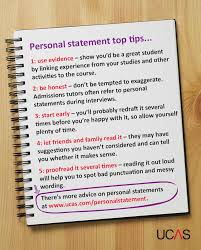 Personal statement top tips...
1: use evidence – show you'd be a great student
by linking experience from your studies and other
activities to the course.
2: be honest – don't be tempted to exaggerate.
Admissions tutors often refer to personal
statements during interviews.
3: start early – you'll probably redraft it several
times before you're happy with it, so allow yourself
plenty of time.
4: let friends and family read it – they may have
suggestions you haven't considered and can tell
you whether it makes sense.
5: proofread it several times – reading it out loud
will help you to spot bad punctuation and messy
wording.
There's more advice on personal statements
at www.ucas.com/personalstatement.
UCAS